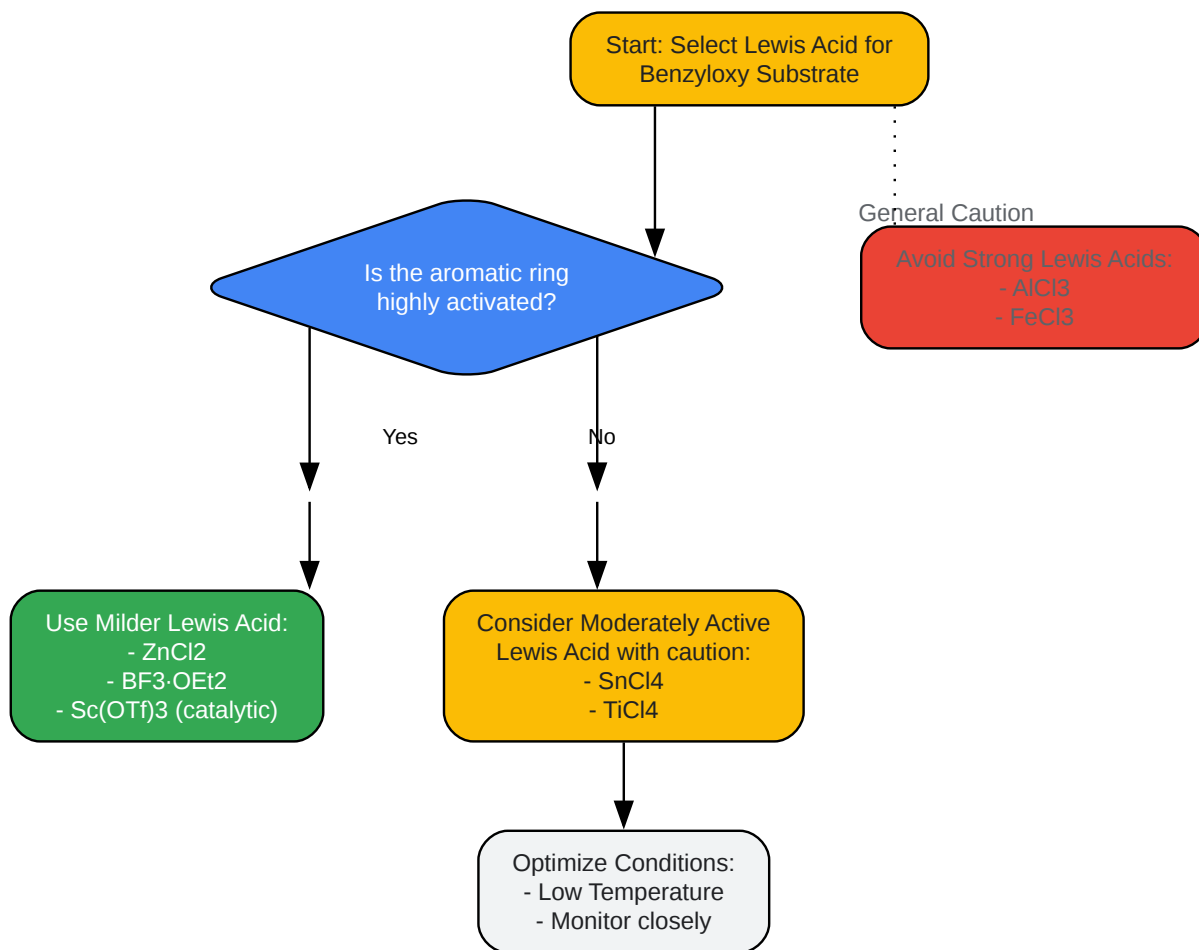 Start: Select Lewis Acid for
Benzyloxy Substrate
General Caution
Is the aromatic ring
highly activated?
Avoid Strong Lewis Acids:
- AlCl3
- FeCl3
Yes
No
Use Milder Lewis Acid:
- ZnCl2
- BF3·OEt2
- Sc(OTf)3 (catalytic)
Consider Moderately Active
Lewis Acid with caution:
- SnCl4
- TiCl4
Optimize Conditions:
- Low Temperature
- Monitor closely